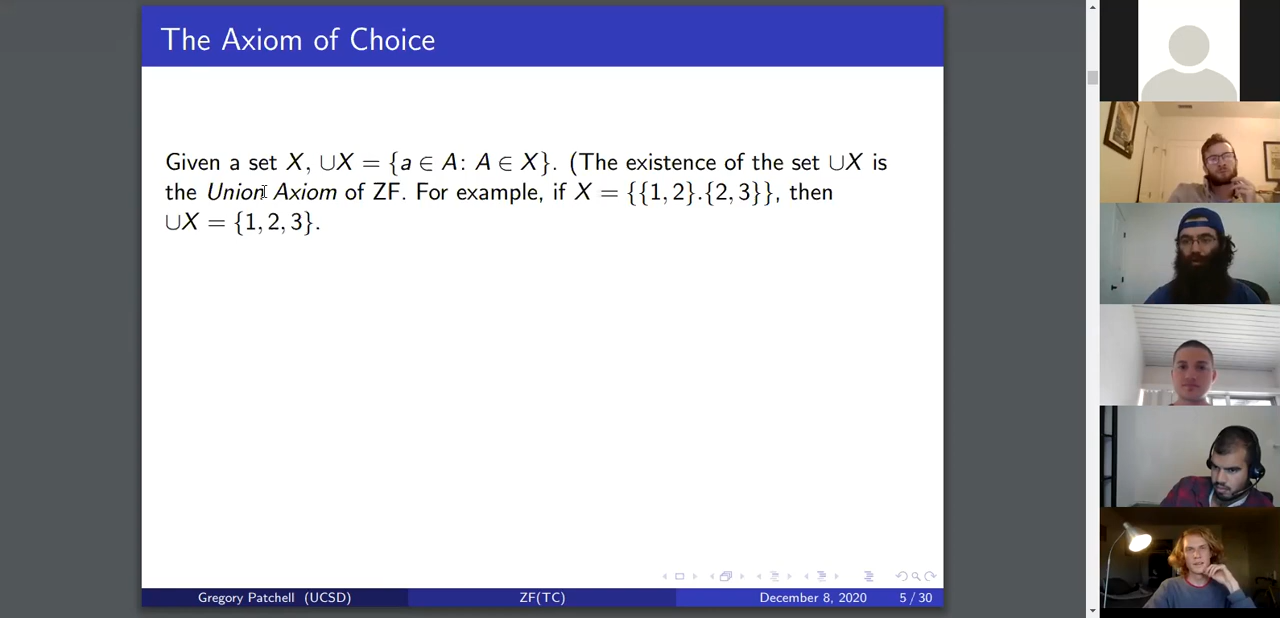 The Axiom of Choice
Given a set X, ∪X = {a ∈ A: A ∈ X}. (The existence of the set ∪X is
the Union Axiom of ZF. For example, if X = {{1, 2}.{2, 3}}, then
∪X = {1, 2, 3}.
Gregory Patchell (UCSD) ZF(TC) December 8, 2020 5 / 30